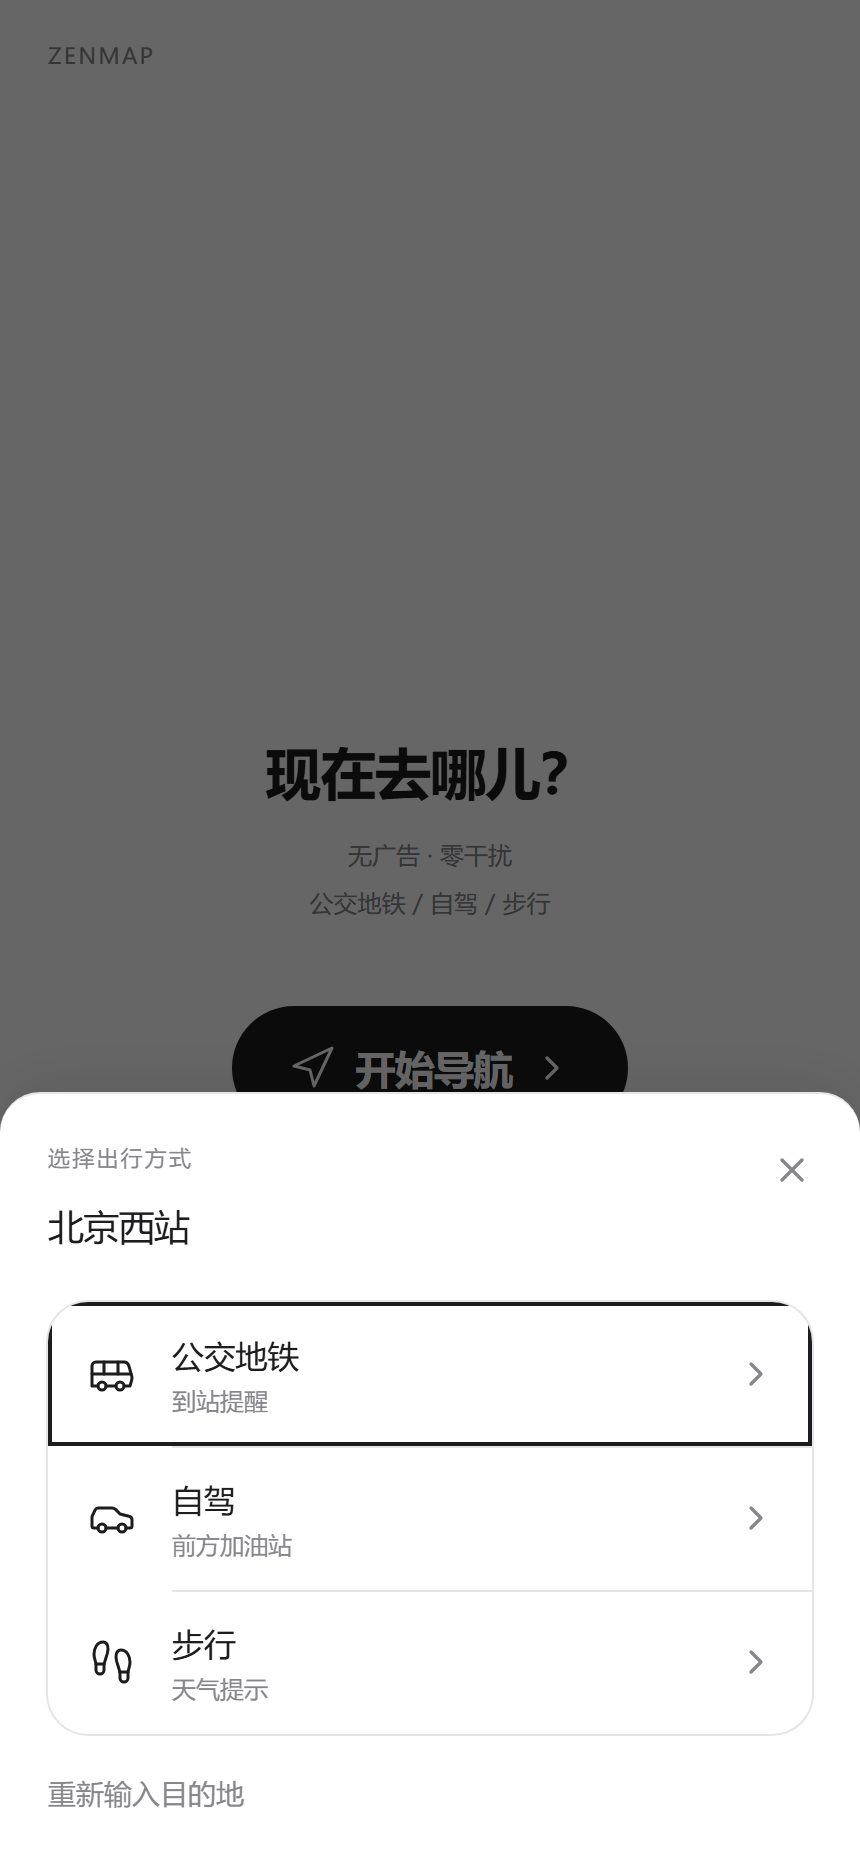 ZENMAP
现在去哪儿?
无广告 · 零干扰
公交地铁 / 自驾 / 步行
开始导航
选择出行方式
北京西站
公交地铁
到站提醒
自驾
前方加油站
步行
天气提示
重新输入目的地